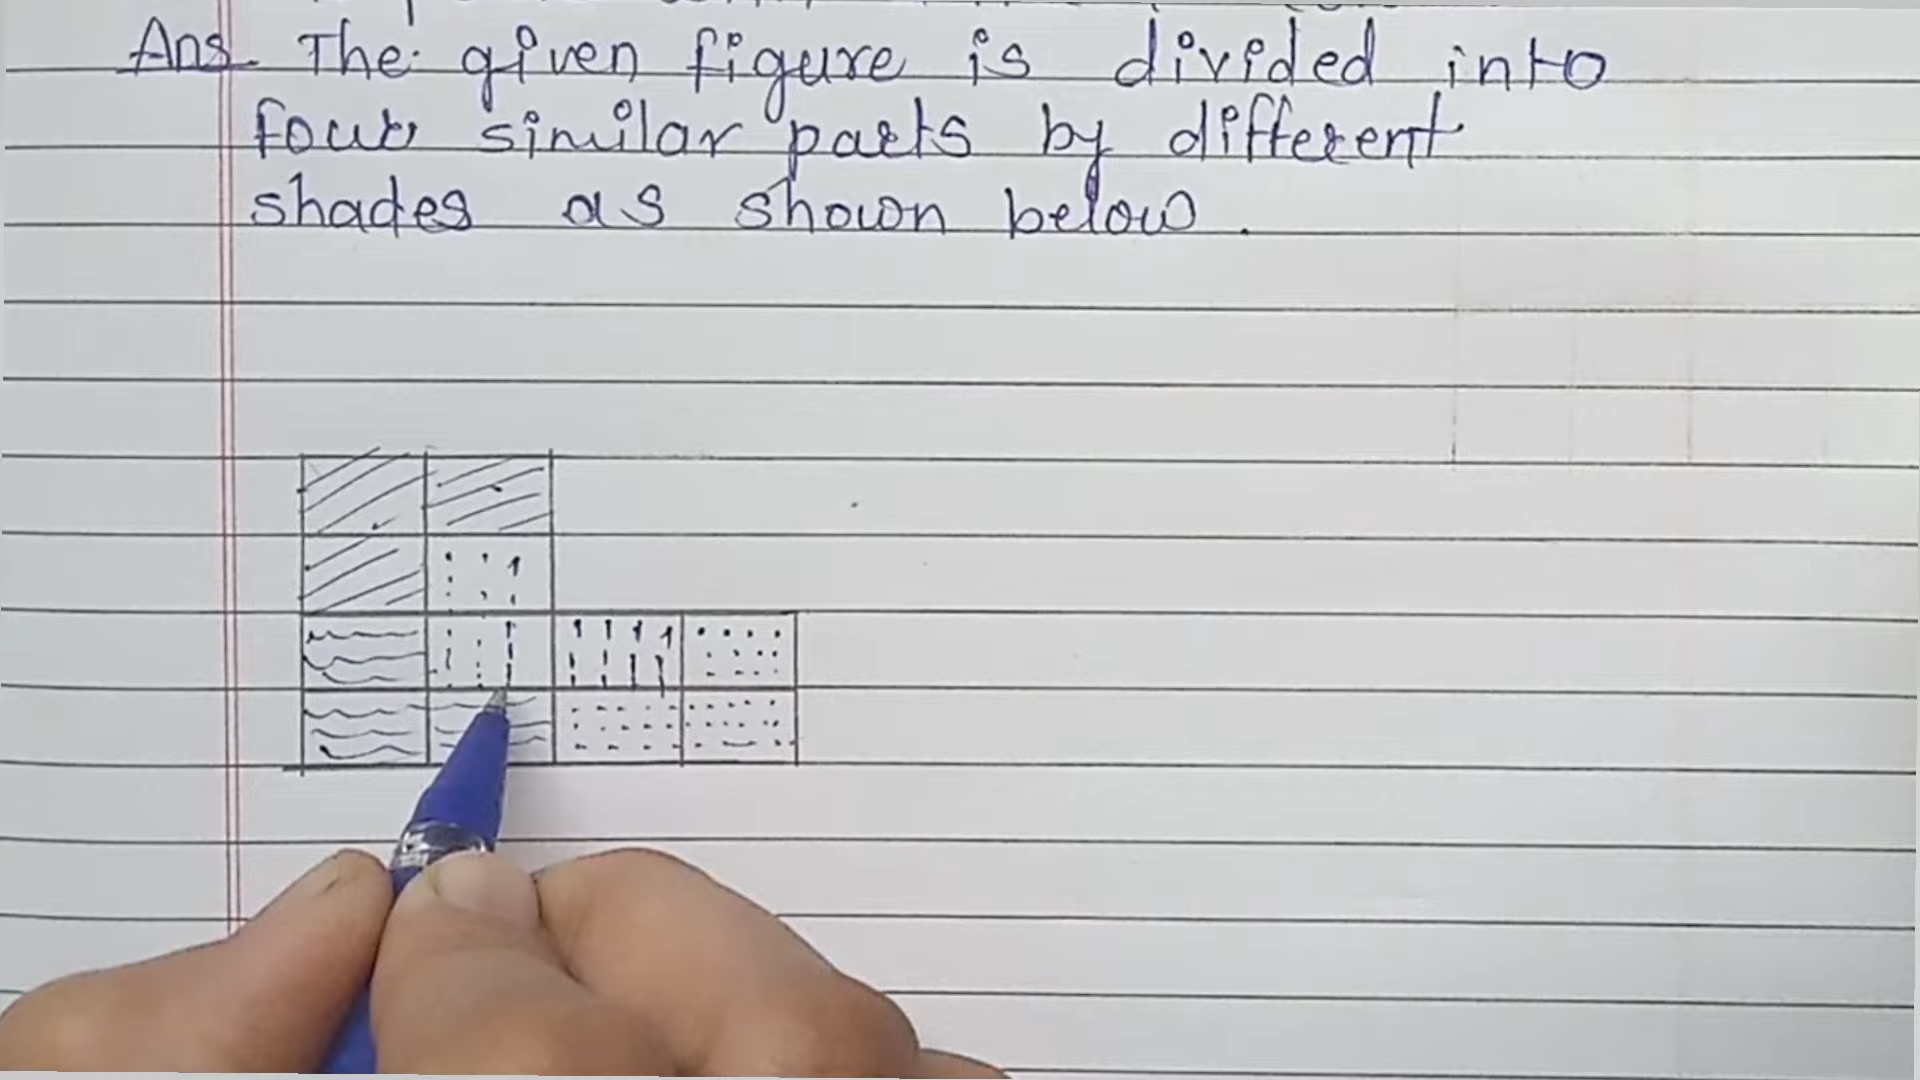 Ans. The given figure is divided into
four similar parts by different
shades as shown below.